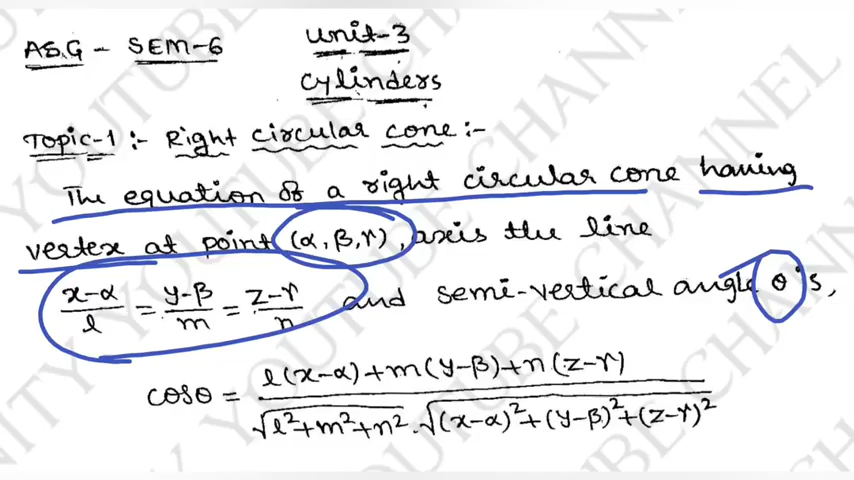 A.S.G - SEM-6
Unit-3
Cylinders
Topic-1 :- Right circular cone :-
The equation of a right circular cone having
vertex at point (α, β, γ), axis the line
x-α/l = y-β/m = z-γ/n and semi-vertical angle θ is,
cosθ = l(x-α)+m(y-β)+n(z-γ) / √l²+m²+n² . √(x-α)²+(y-β)²+(z-γ)²